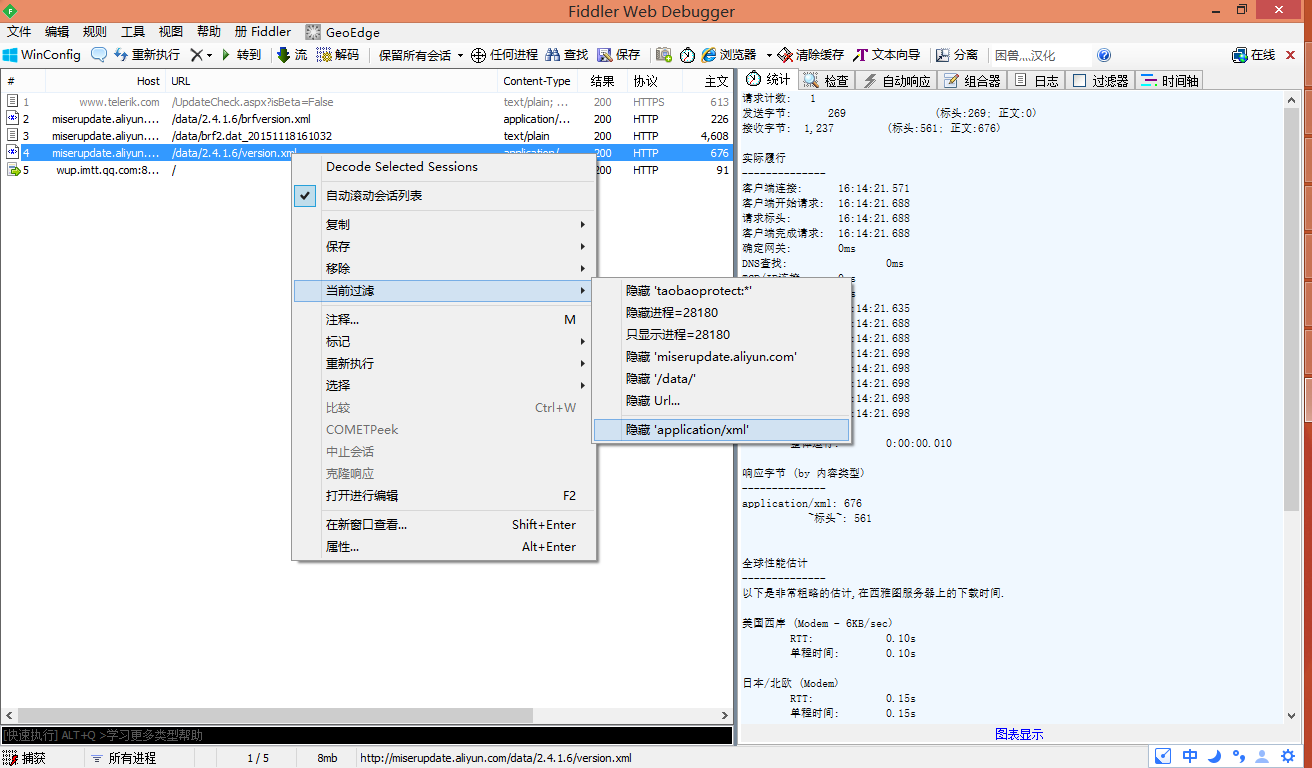 Fiddler Web Debugger
文件 编辑 规则 工具 视图 帮助 册 Fiddler GeoEdge
WinConfig 重新执行 转到 流 解码 保留所有会话 任何进程 查找 保存 浏览器 清除缓存 文本向导 分离 在线
# Host URL Content-Type 结果 协议 主文
1 www.telerik.com /UpdateCheck.aspx?isBeta=False text/plain; ... 200 HTTPS 613
2 miserupdate.aliyun.... /data/2.4.1.6/brfversion.xml application/... 200 HTTP 226
3 miserupdate.aliyun.... /data/brf2.dat_20151118161032 text/plain 200 HTTP 4,608
4 miserupdate.aliyun.... /data/2.4.1.6/version.xml application/... 200 HTTP 676
5 wup.imtt.qq.com:8... / 200 HTTP 91
Decode Selected Sessions
自动滚动会话列表
复制
保存
移除
当前过滤
注释... M
标记
重新执行
选择
比较 Ctrl+W
COMETPeek
中止会话
克隆响应
打开进行编辑 F2
在新窗口查看... Shift+Enter
属性... Alt+Enter
隐藏 'taobaoprotect:*'
隐藏进程=28180
只显示进程=28180
隐藏 'miserupdate.aliyun.com'
隐藏 '/data/'
隐藏 Url...
隐藏 'application/xml'
统计 检查 自动响应 组合器 日志 过滤器 时间轴
请求计数: 1
发送字节: 269 (标头:269; 正文:0)
接收字节: 1,237 (标头:561; 正文:676)
实际履行
--------------
客户端连接: 16:14:21.571
客户端开始请求: 16:14:21.688
请求标头: 16:14:21.688
客户端完成请求: 16:14:21.688
确定网关: 0ms
DNS查找: 0ms
14:21.635
14:21.688
14:21.688
14:21.698
14:21.698
14:21.698
14:21.698
14:21.698
0:00:00.010
响应字节 (by 内容类型)
--------------
application/xml: 676
~标头~: 561
全球性能估计
--------------
以下是非常粗略的估计,在西雅图服务器上的下载时间.
美国西岸 (Modem - 6KB/sec)
RTT: 0.10s
单程时间: 0.10s
日本/北欧 (Modem)
RTT: 0.15s
单程时间: 0.15s
图表显示
[快速执行] ALT+Q >学习更多类型帮助
捕获 所有进程 1 / 5 8mb http://miserupdate.aliyun.com/data/2.4.1.6/version.xml
中